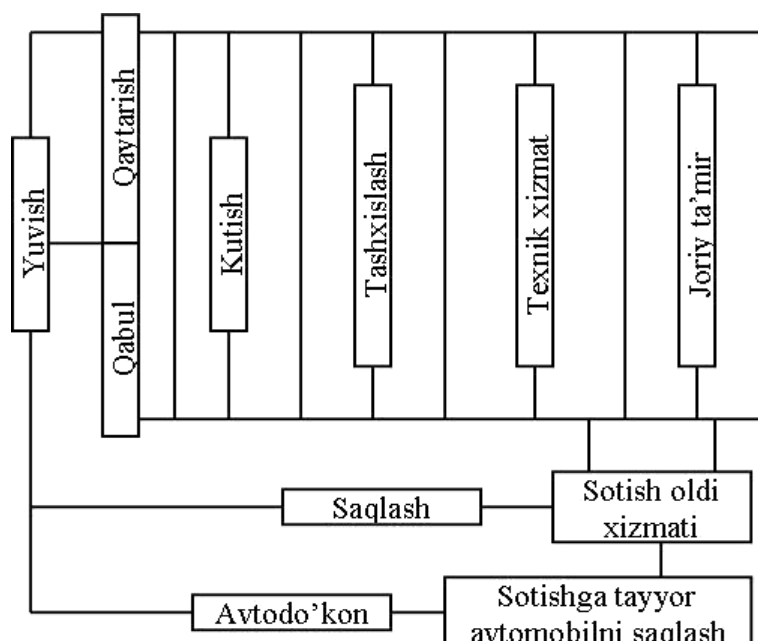 Yuvish
Qaytarish
Qabul
Kutish
Tashxislash
Texnik xizmat
Joriy ta’mir
Saqlash
Sotish oldi
xizmati
Avtodo’kon
Sotishga tayyor
avtomobilni saqlash